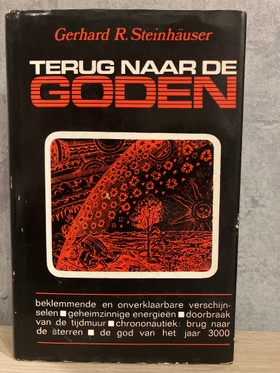 Gerhard R. Steinhäuser
TERUG NAAR DE
GODEN
beklemmende en onverklaarbare verschijn-
selen ■ geheimzinnige energieën ■ doorbraak
van de tijdmuur ■ chrononautiek: brug naar
de sterren ■ de god van het jaar 3000